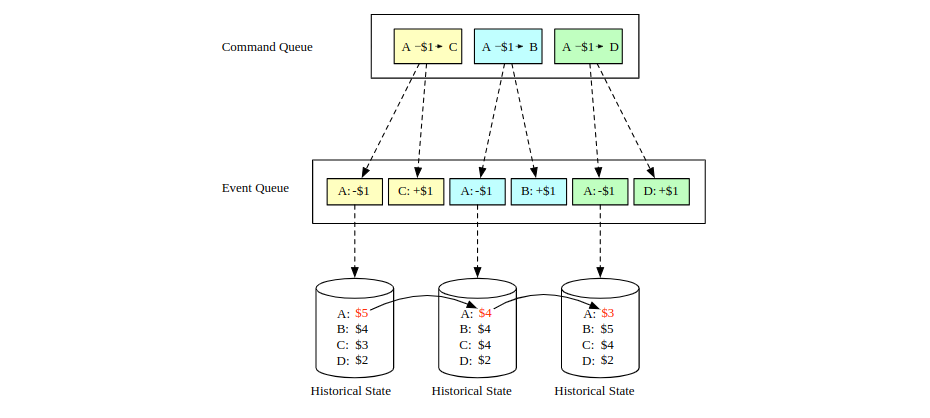 Command Queue
A −$1→ C
A −$1→ B
A −$1→ D
Event Queue
A: -$1
C: +$1
A: -$1
B: +$1
A: -$1
D: +$1
A: $5
B: $4
C: $3
D: $2
Historical State
A: $4
B: $4
C: $4
D: $2
Historical State
A: $3
B: $5
C: $4
D: $2
Historical State